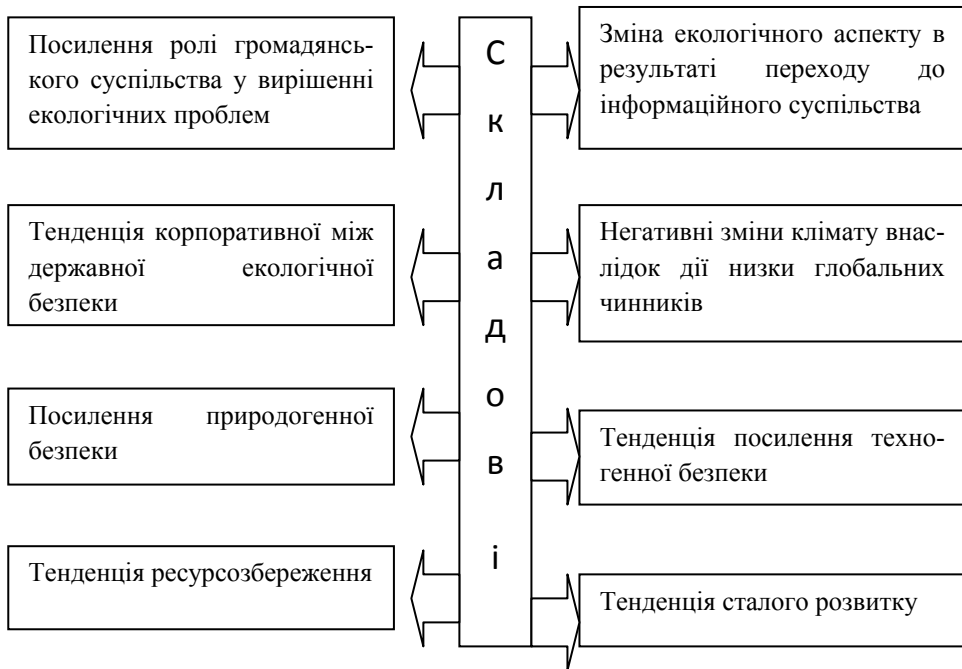 Посилення ролі громадянсь-
кого суспільства у вирішенні
екологічних проблем
Тенденція корпоративної між
державної екологічної
безпеки
Посилення природогенної
безпеки
Тенденція ресурсозбереження
Складові
Зміна екологічного аспекту в
результаті переходу до
інформаційного суспільства
Негативні зміни клімату внас-
лідок дії низки глобальних
чинників
Тенденція посилення техно-
генної безпеки
Тенденція сталого розвитку